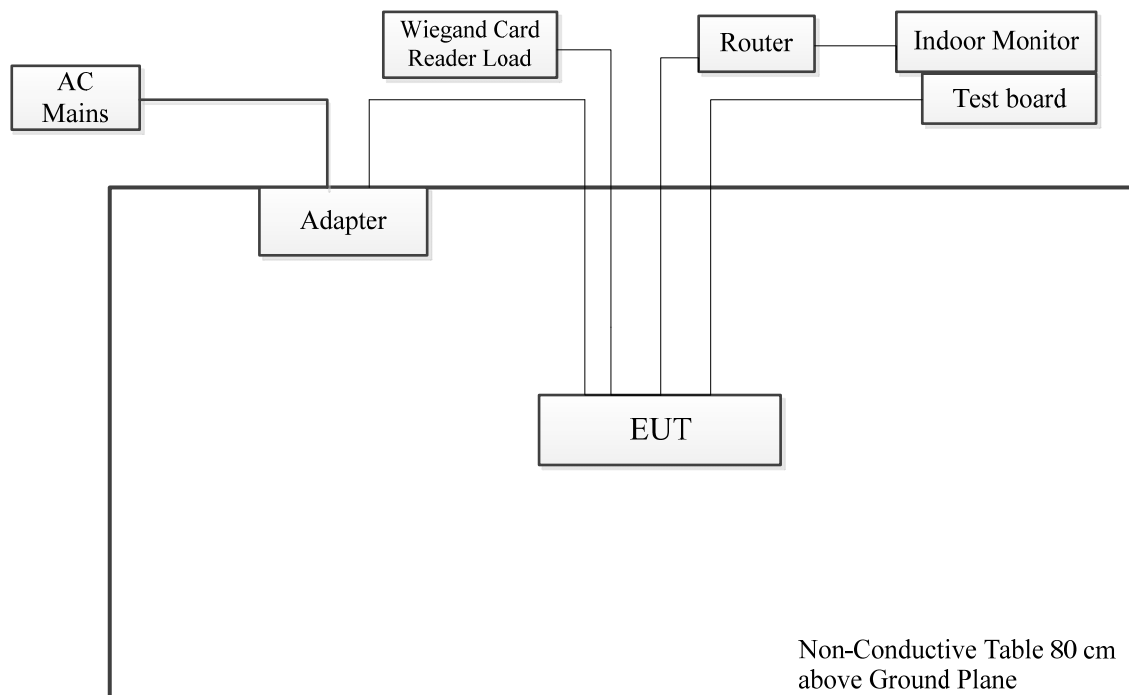 Wiegand Card
Reader Load
Router
Indoor Monitor
AC
Mains
Test board
Adapter
EUT
Non-Conductive Table 80 cm
above Ground Plane